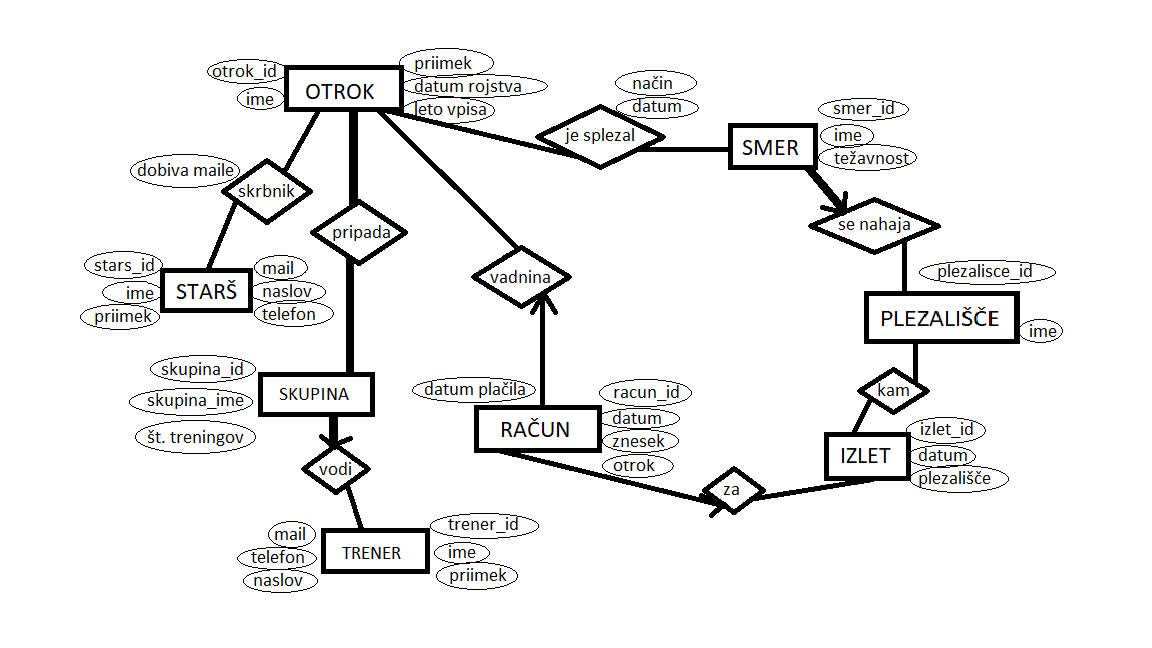 otrok_id
ime
OTROK
priimek
datum rojstva
leto vpisa
način
datum
je splezal
SMER
smer_id
ime
težavnost
dobiva maile
skrbnik
pripada
se nahaja
stars_id
ime
priimek
STARŠ
mail
naslov
telefon
vadnina
plezalisce_id
PLEZALIŠČE
ime
skupina_id
skupina_ime
št. treningov
SKUPINA
datum plačila
RAČUN
racun_id
datum
znesek
otrok
kam
IZLET
izlet_id
datum
plezališče
vodi
za
mail
telefon
naslov
TRENER
trener_id
ime
priimek